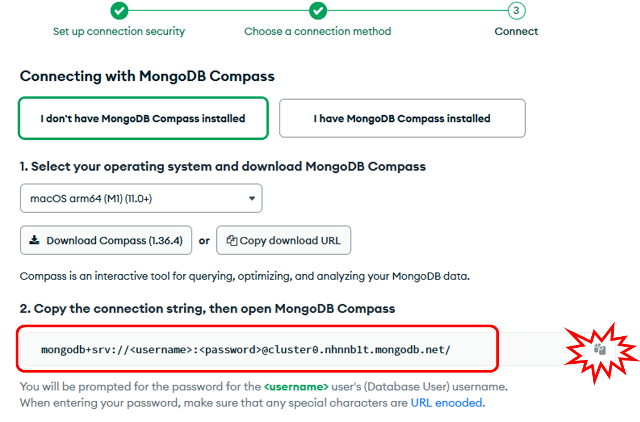 3
Set up connection security
Choose a connection method
Connect
Connecting with MongoDB Compass
I don't have MongoDB Compass installed
I have MongoDB Compass installed
1. Select your operating system and download MongoDB Compass
macOS arm64 (M1) (11.0+)
Download Compass (1.36.4)
or
Copy download URL
Compass is an interactive tool for querying, optimizing, and analyzing your MongoDB data.
2. Copy the connection string, then open MongoDB Compass
mongodb+srv://<username>:<password>@cluster0.nhnnb1t.mongodb.net/
You will be prompted for the password for the <username> user's (Database User) username.
When entering your password, make sure that any special characters are URL encoded.